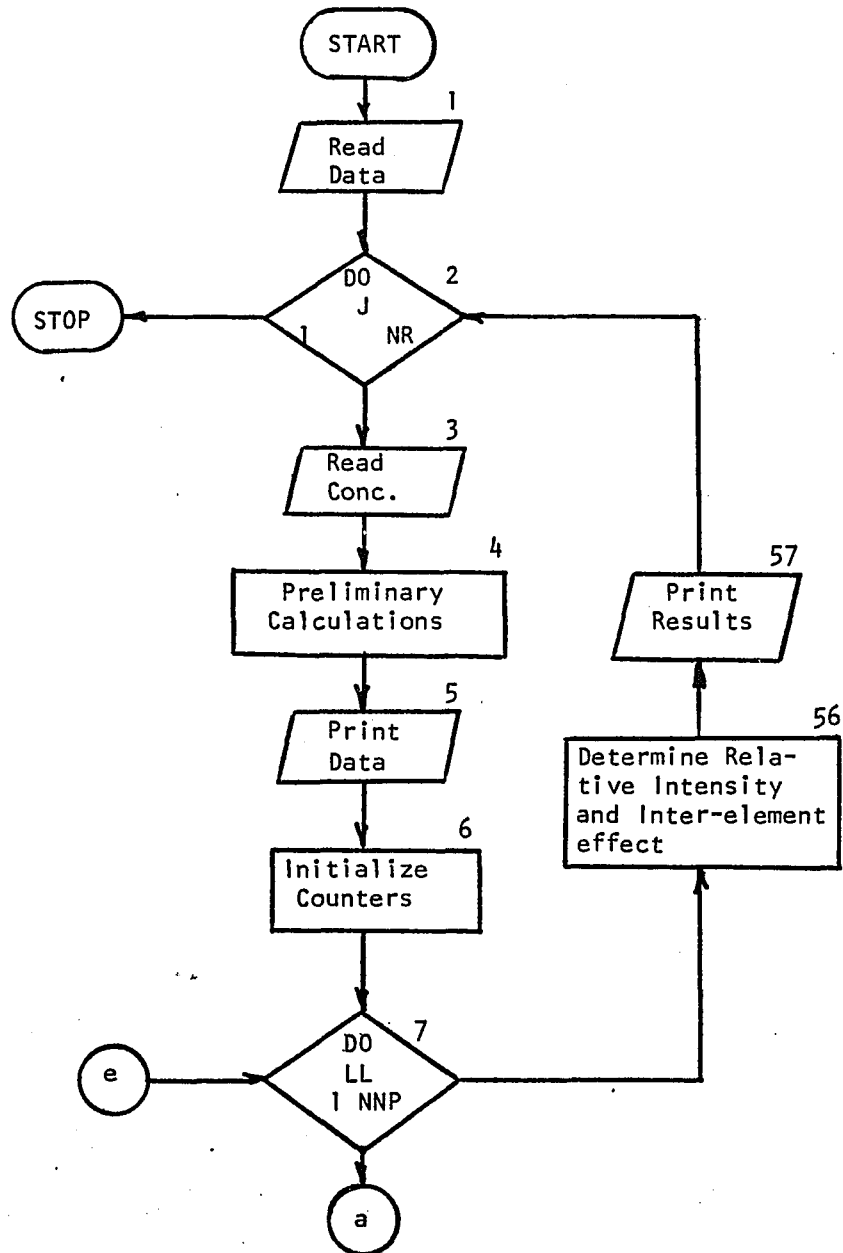 START
1
Read
Data
DO
2
J
1 NR
STOP
3
Read
Conc.
4
Preliminary
Calculations
5
Print
Data
6
Initialize
Counters
7
DO
LL
1 NNP
e
a
57
Print
Results
56
Determine Rela-
tive Intensity
and Inter-element
effect